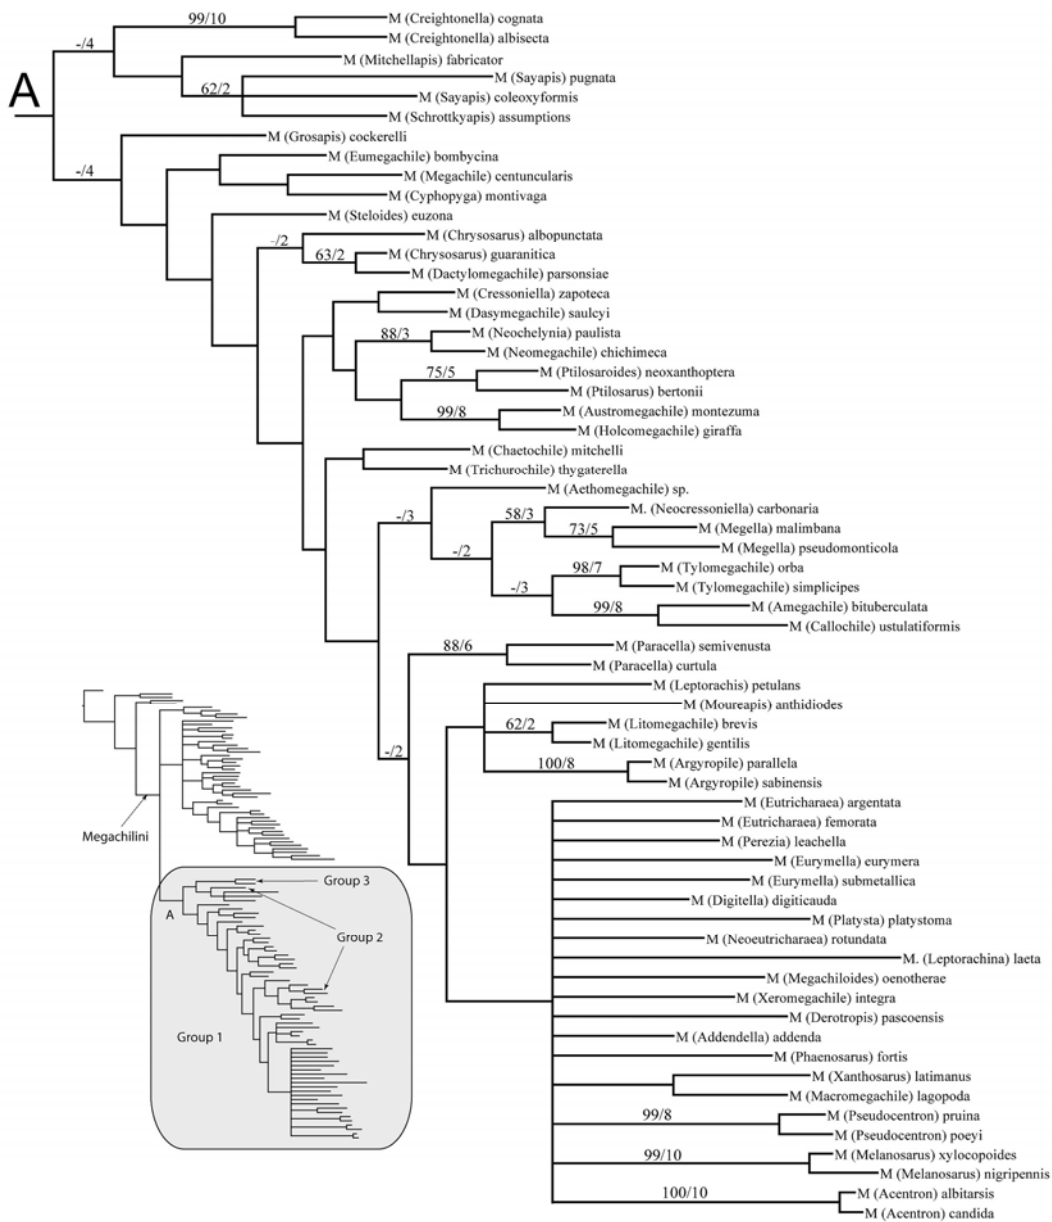 99/10
M (Creightonella) cognata
M (Creightonella) albisecta
-/4
M (Mitchellapis) fabricator
M (Sayapis) pugnata
62/2
M (Sayapis) coleoxyformis
A
M (Schrottkyapis) assumptions
M (Grosapis) cockerelli
M (Eumegachile) bombycina
-/4
M (Megachile) centuncularis
M (Cyphopyga) montivaga
M (Steloides) euzona
M (Chrysosarus) albopunctata
-/2
63/2
M (Chrysosarus) guaranitica
M (Dactylomegachile) parsonsiae
M (Cressoniella) zapoteca
M (Dasymegachile) saulcyi
88/3
M (Neochelynia) paulista
M (Neomegachile) chichimeca
75/5
M (Ptilosaroides) neoxanthoptera
M (Ptilosarus) bertonii
99/8
M (Austromegachile) montezuma
M (Holcomegachile) giraffa
M (Chaetochile) mitchelli
M (Trichurochile) thygaterella
M (Aethomegachile) sp.
-/3
58/3
M. (Neocressoniella) carbonaria
73/5
M (Megella) malimbana
-/2
M (Megella) pseudomonticola
98/7
M (Tylomegachile) orba
-/3
M (Tylomegachile) simplicipes
99/8
M (Amegachile) bituberculata
M (Callochile) ustulatiformis
88/6
M (Paracella) semivenusta
M (Paracella) curtula
M (Leptorachis) petulans
M (Moureapis) anthidiodes
62/2
M (Litomegachile) brevis
M (Litomegachile) gentilis
-/2
100/8
M (Argyropile) parallela
M (Argyropile) sabinensis
M (Eutricharaea) argentata
M (Eutricharaea) femorata
Megachilini
M (Perezia) leachella
M (Eurymella) eurymera
Group 3
M (Eurymella) submettallica
M (Digitella) digiticauda
A
M (Platysta) platystoma
Group 2
M (Neoeutricharaea) rotundata
M. (Leptorachina) laeta
M (Megachiloides) oenotherae
M (Xeromegachile) integra
M (Derotropis) pascoensis
Group 1
M (Addendella) addenda
M (Phaenosarus) fortis
M (Xanthosarus) latimanus
M (Macromegachile) lagopoda
99/8
M (Pseudocentron) pruina
M (Pseudocentron) poeyi
99/10
M (Melanosarus) xylocopoides
M (Melanosarus) nigripennis
100/10
M (Acentron) albitarsis
M (Acentron) candida